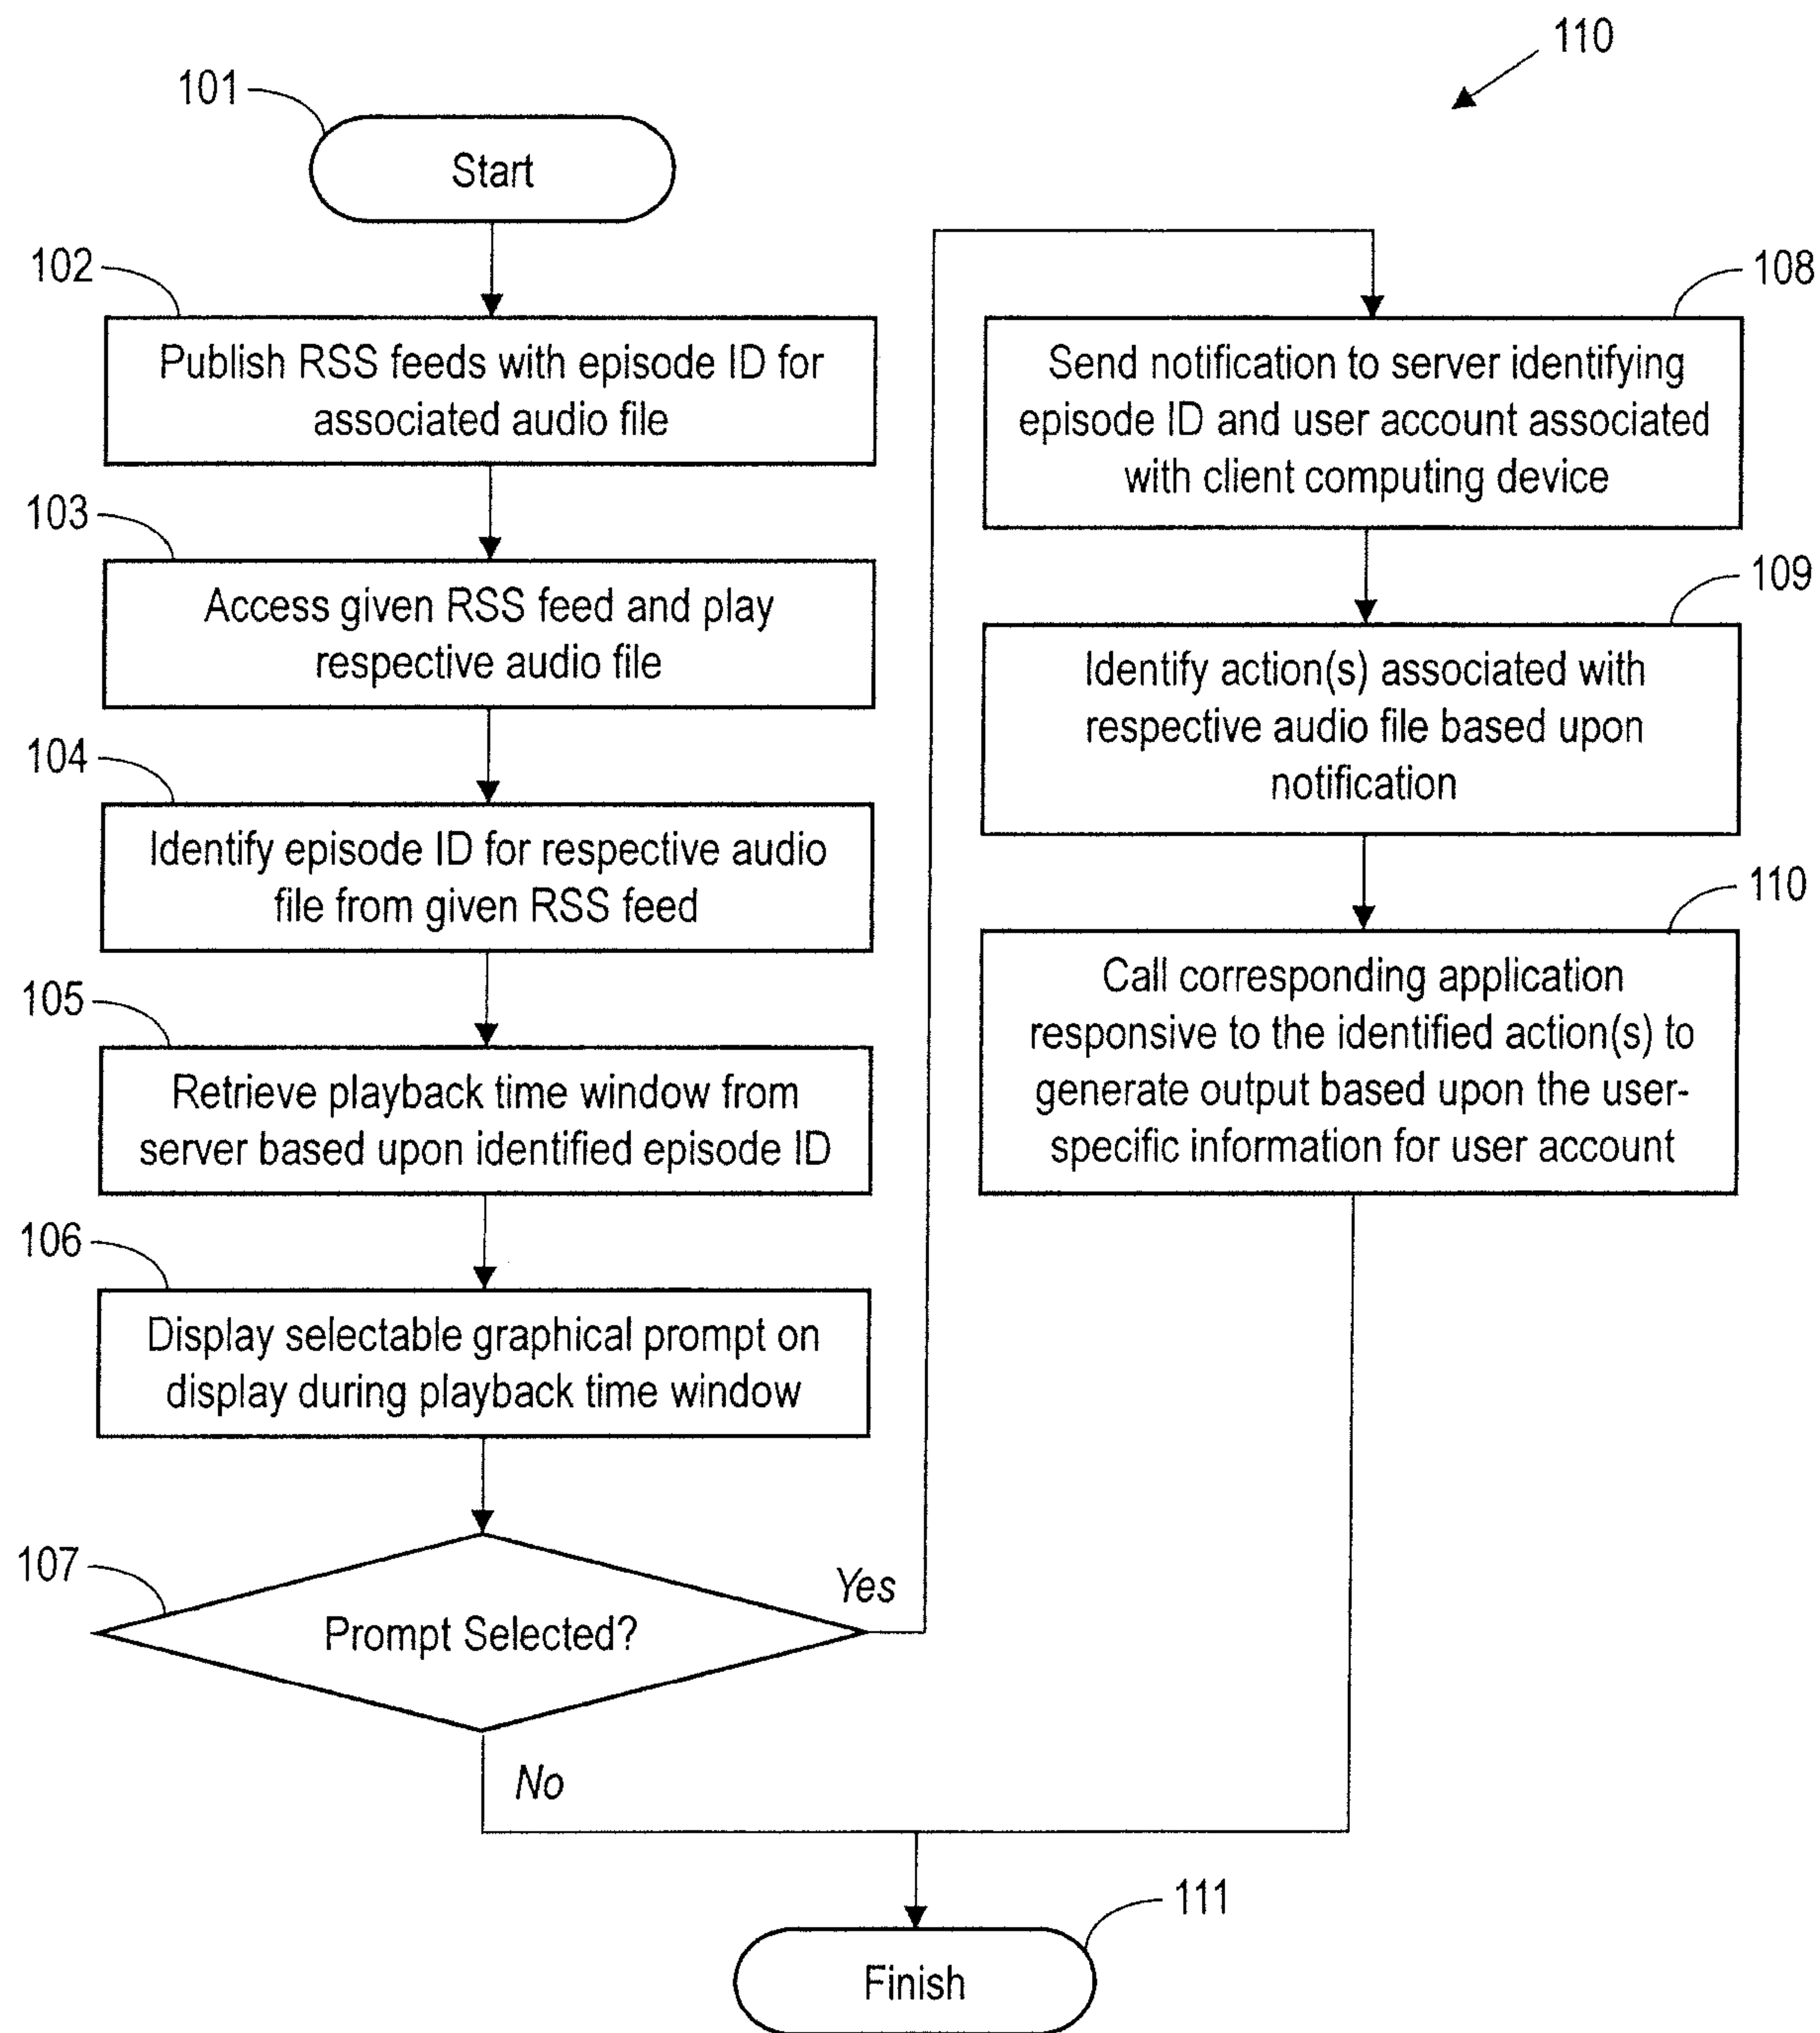 110
101
Start
102
Publish RSS feeds with episode ID for
associated audio file
103
Access given RSS feed and play
respective audio file
104
Identify episode ID for respective audio
file from given RSS feed
105
Retrieve playback time window from
server based upon identified episode ID
106
Display selectable graphical prompt on
display during playback time window
107
Prompt Selected?
Yes
No
108
Send notification to server identifying
episode ID and user account associated
with client computing device
109
Identify action(s) associated with
respective audio file based upon
notification
110
Call corresponding application
responsive to the identified action(s) to
generate output based upon the user-
specific information for user account
111
Finish